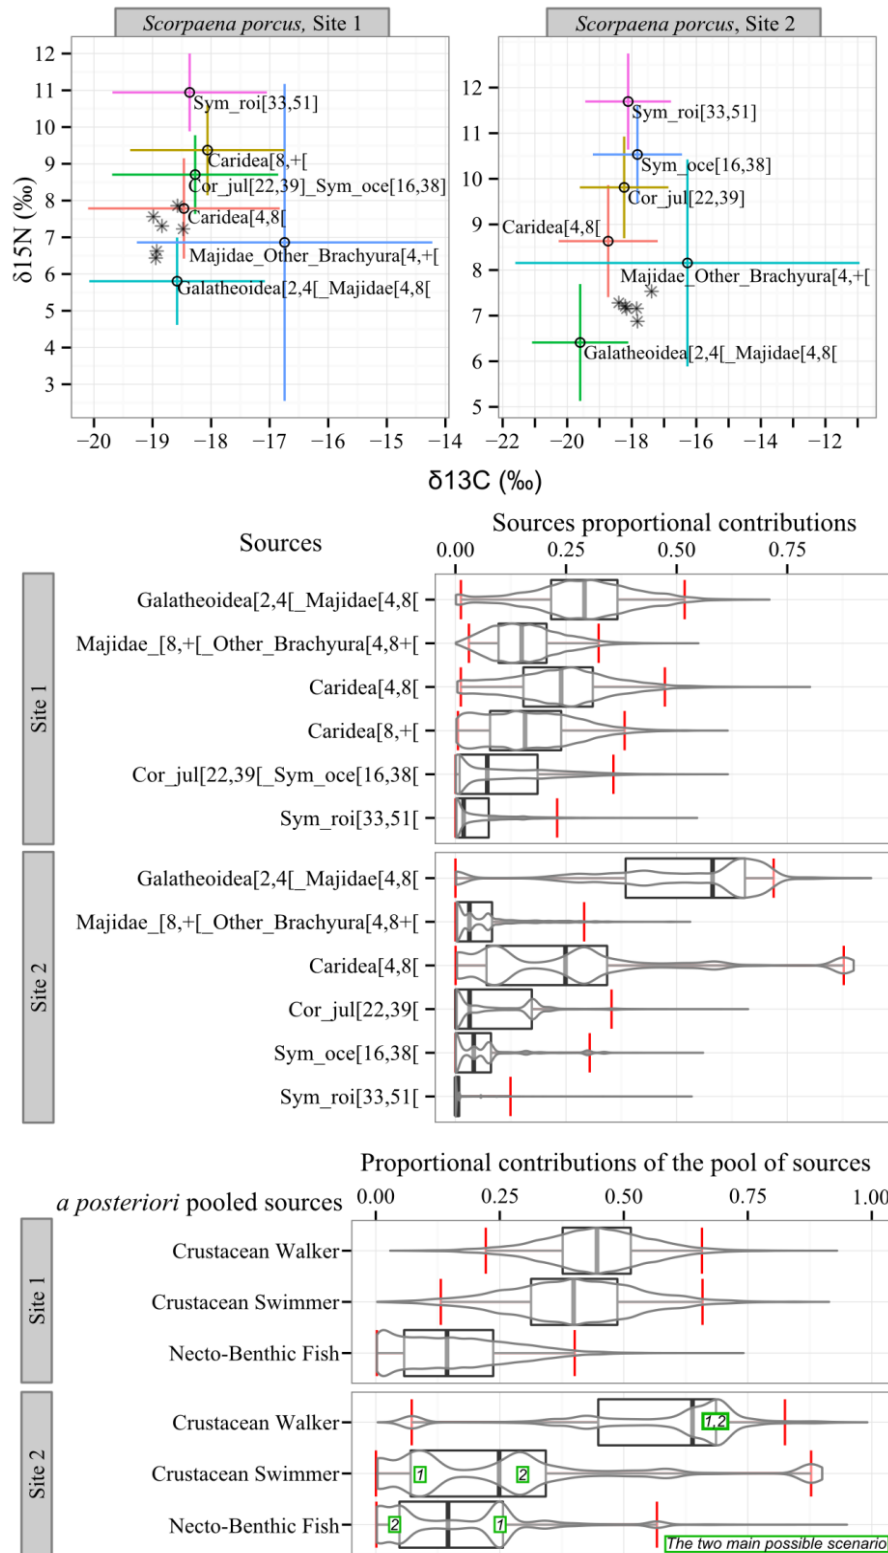 Scorpaena porcus, Site 1
Scorpaena porcus, Site 2
δ15N (‰)
12
11
10
9
8
7
6
5
4
3
Sym_roi[33,51]
Caridea[8,+[
Cor_jul[22,39]_Sym_oce[16,38]
Caridea[4,8[
Majidae_Other_Brachyura[4,+[
Galatheoidea[2,4[_Majidae[4,8[
−20 −19 −18 −17 −16 −15 −14
12
11
10
9
8
7
6
5
Sym_roi[33,51]
Sym_oce[16,38]
Cor_jul[22,39]
Caridea[4,8[
Majidae_Other_Brachyura[4,+[
Galatheoidea[2,4[_Majidae[4,8[
−22 −20 −18 −16 −14 −12
δ13C (‰)
Sources
Sources proportional contributions
0.00 0.25 0.50 0.75
Site 1
Galatheoidea[2,4[_Majidae[4,8[
Majidae_[8,+[_Other_Brachyura[4,8+[
Caridea[4,8[
Caridea[8,+[
Cor_jul[22,39[_Sym_oce[16,38[
Sym_roi[33,51[
Site 2
Galatheoidea[2,4[_Majidae[4,8[
Majidae_[8,+[_Other_Brachyura[4,8+[
Caridea[4,8[
Cor_jul[22,39[
Sym_oce[16,38[
Sym_roi[33,51[
Proportional contributions of the pool of sources
a posteriori pooled sources
0.00 0.25 0.50 0.75 1.00
Site 1
Crustacean Walker
Crustacean Swimmer
Necto-Benthic Fish
Site 2
Crustacean Walker
1,2
Crustacean Swimmer
1 2
Necto-Benthic Fish
2 1
The two main possible scenario